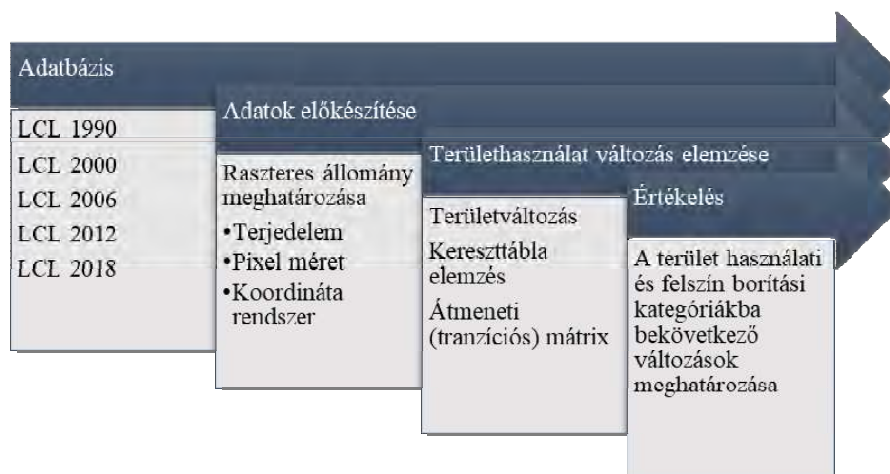 Adatbázis
LCL 1990
LCL 2000
LCL 2006
LCL 2012
LCL 2018
Adatok előkészítése
Raszteres állomány
meghatározása
•Terjedelem
•Pixel méret
•Koordináta
rendszer
Területhasználat változás elemzése
Területváltozás
Kereszttábla
elemzés
Átmeneti
(tranzíciós) mátrix
Értékelés
A terület használati
és felszín borítási
kategóriákba
bekövetkező
változások
meghatározása